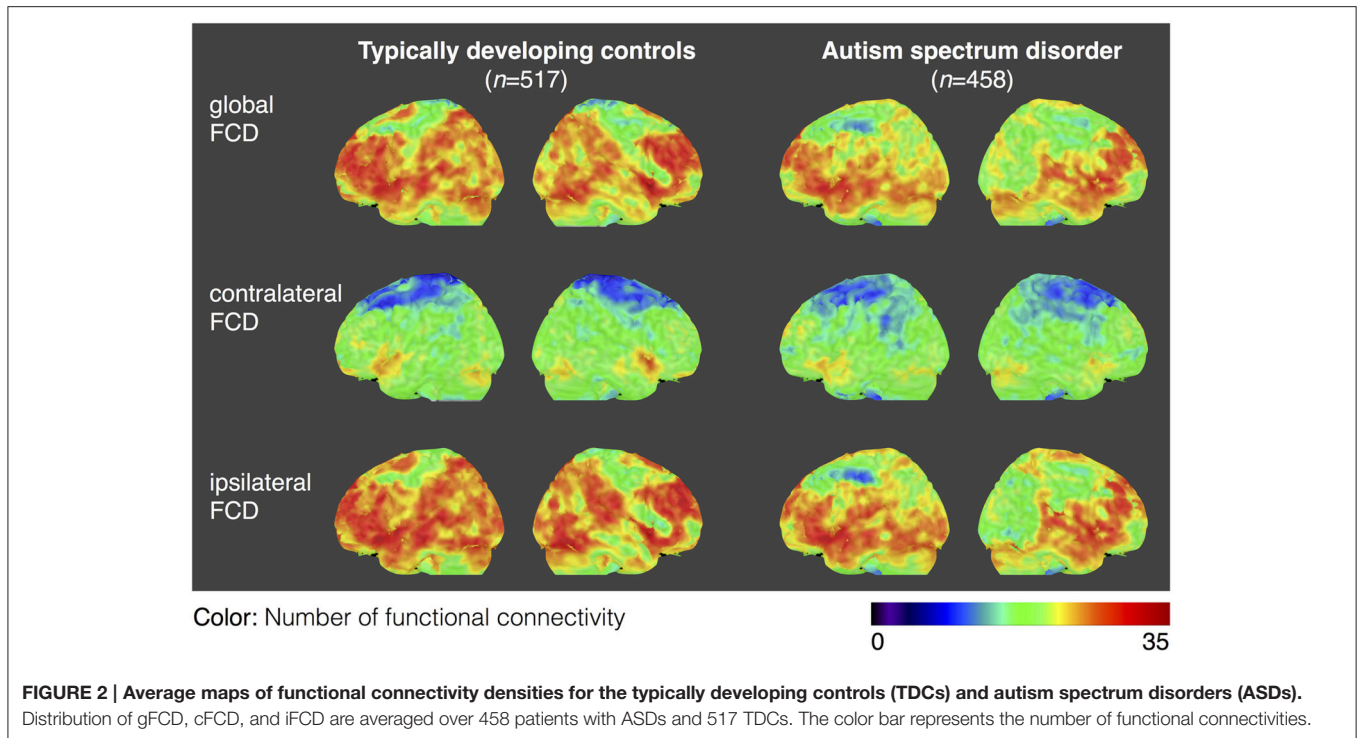 Typically developing controls
(n=517)
Autism spectrum disorder
(n=458)
global
FCD
contralateral
FCD
ipsilateral
FCD
Color: Number of functional connectivity
0
35
FIGURE 2 | Average maps of functional connectivity densities for the typically developing controls (TDCs) and autism spectrum disorders (ASDs).
Distribution of gFCD, cFCD, and iFCD are averaged over 458 patients with ASDs and 517 TDCs. The color bar represents the number of functional connectivities.